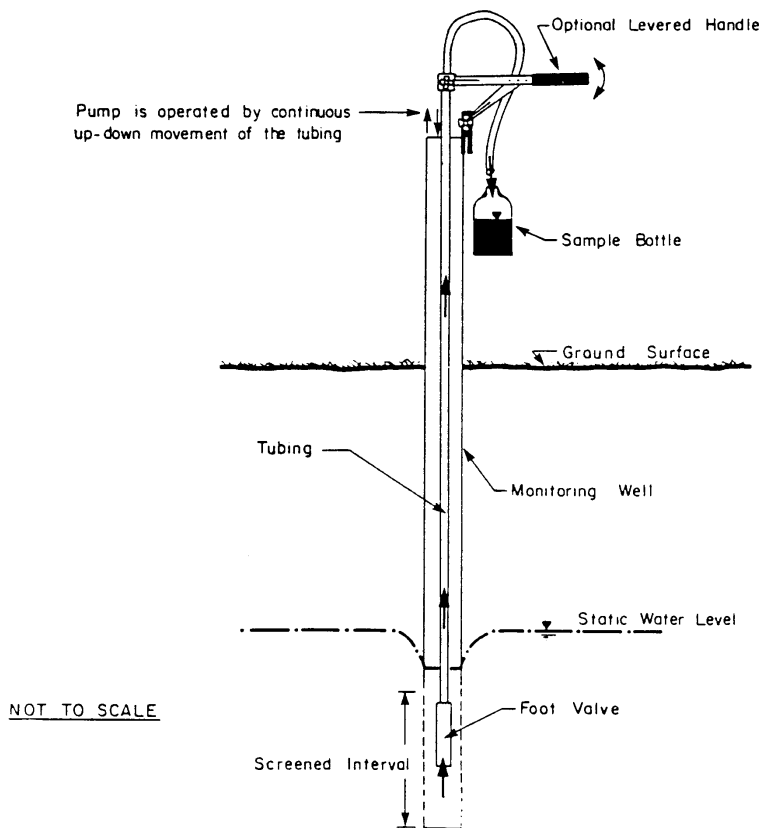 Optional Levered Handle
Pump is operated by continuous
up-down movement of the tubing
Sample Bottle
Ground Surface
Tubing
Monitoring Well
Static Water Level
NOT TO SCALE
Foot Valve
Screened Interval